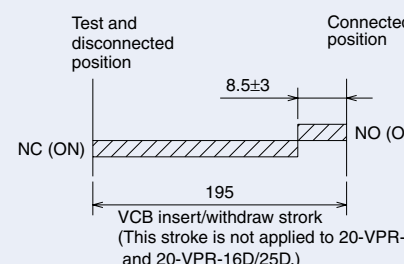 Test and
disconnected
position
Connected
position
8.5±3
NC (ON)
NO (O
195
VCB insert/withdraw strork
(This stroke is not applied to 20-VPR-
and 20-VPR-16D/25D.)